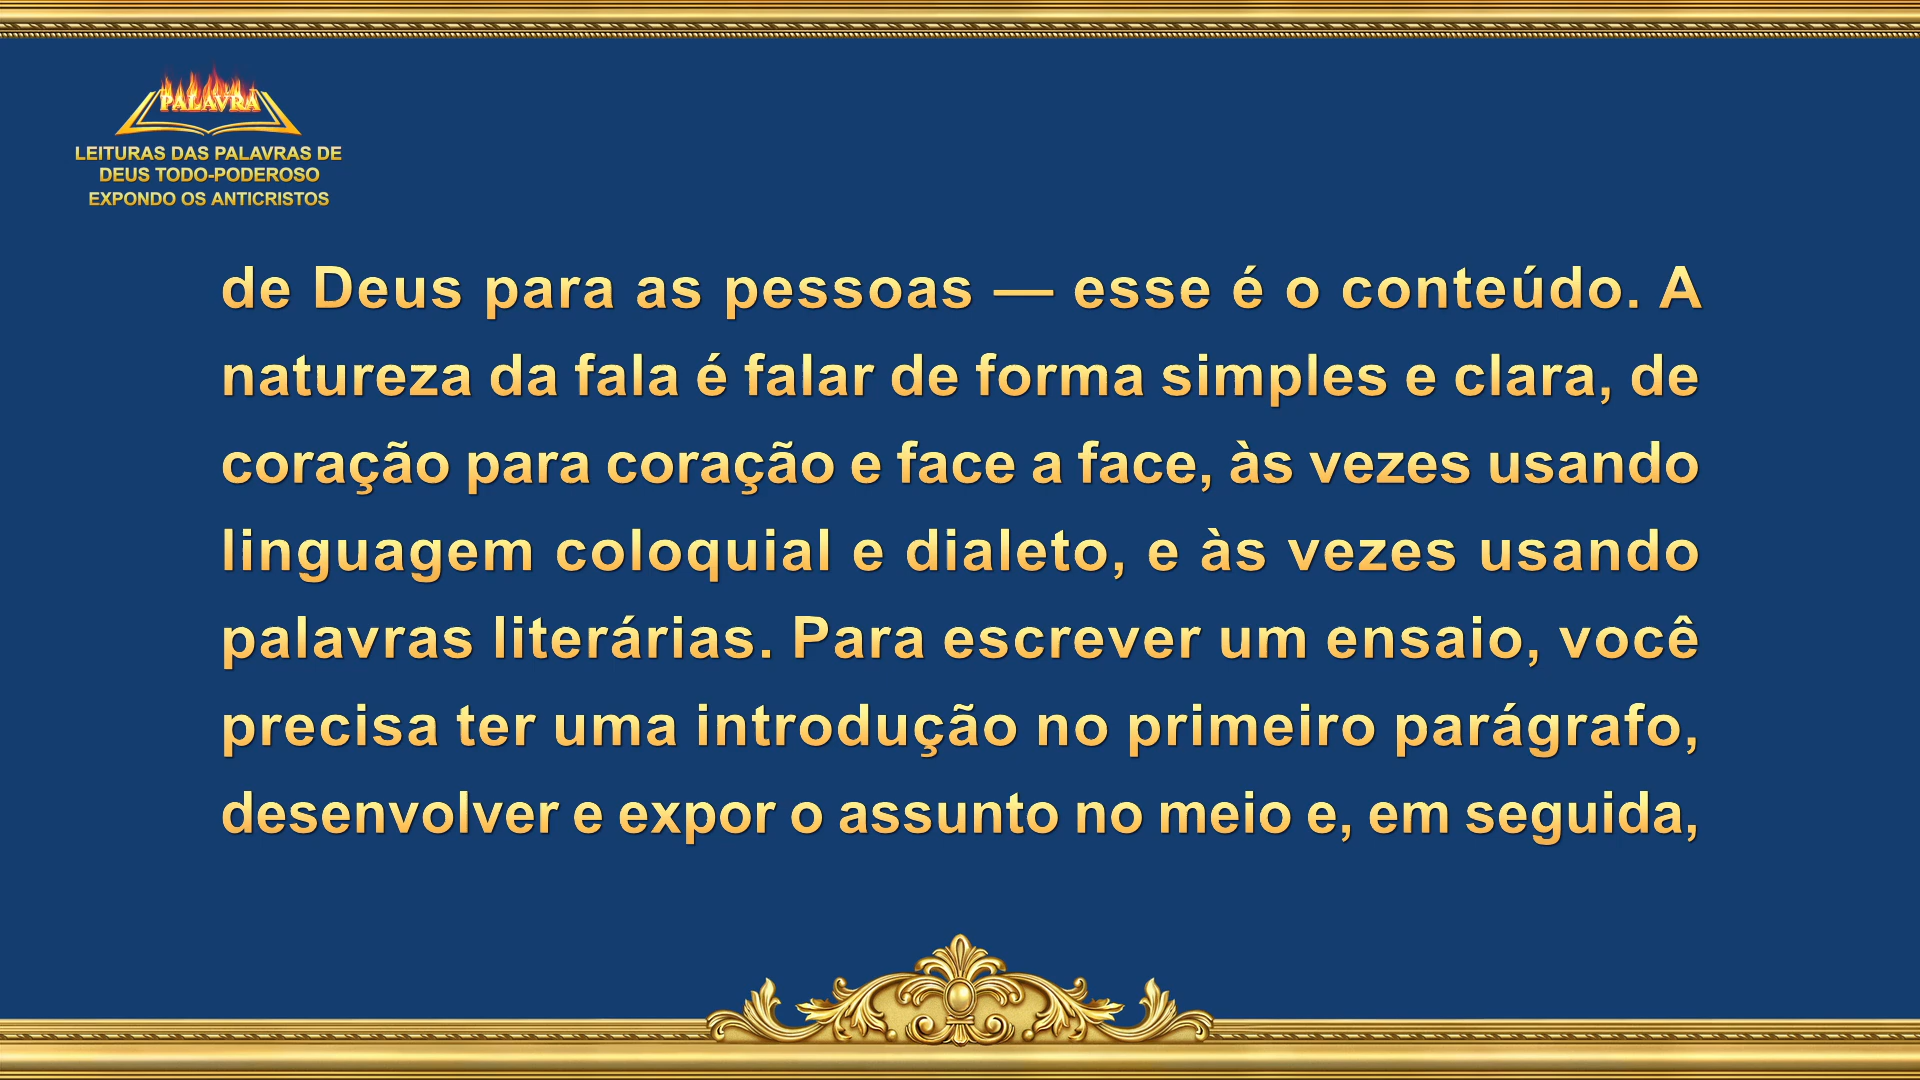 PALAVRA
LEITURAS DAS PALAVRAS DE
DEUS TODO-PODEROSO
EXPONDO OS ANTICRISTOS
de Deus para as pessoas — esse é o conteúdo. A
natureza da fala é falar de forma simples e clara, de
coração para coração e face a face, às vezes usando
linguagem coloquial e dialeto, e às vezes usando
palavras literárias. Para escrever um ensaio, você
precisa ter uma introdução no primeiro parágrafo,
desenvolver e expor o assunto no meio e, em seguida,